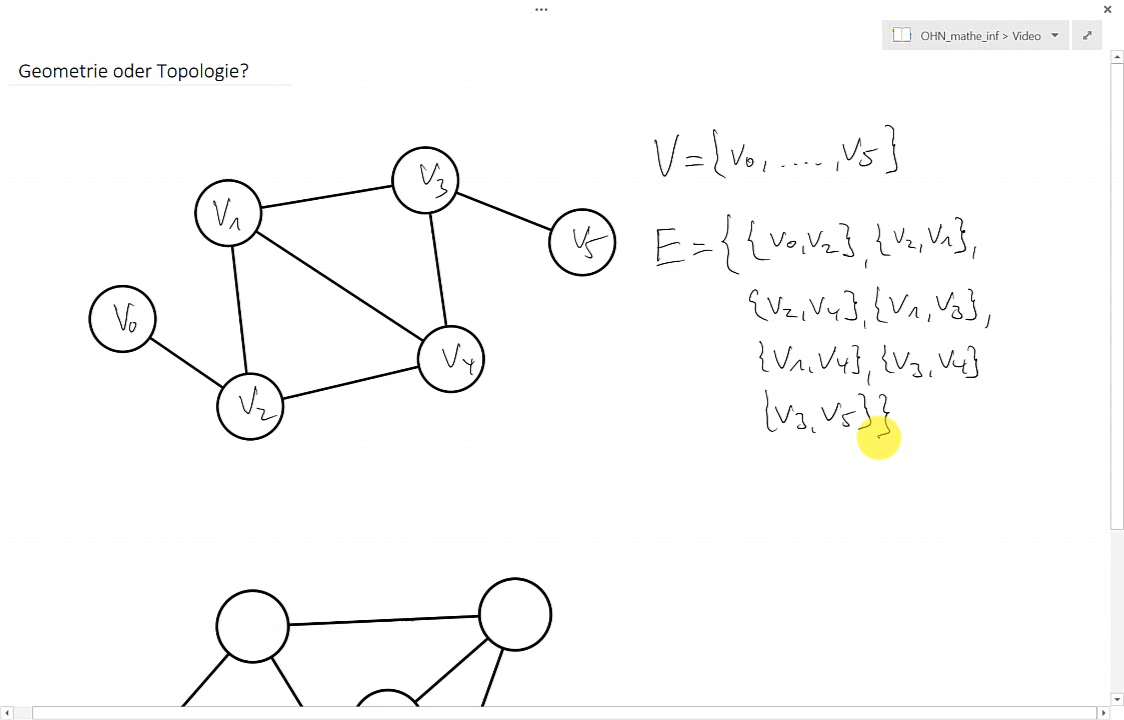 ...
OHN_mathe_inf > Video
Geometrie oder Topologie?
V={v0, ....,v5}
E={{v0,v2},{v2,v1},
{v2,v4},{v1,v3},
{v1,v4},{v3,v4}
{v3,v5}}
v3
v1
v5
v0
v4
v2